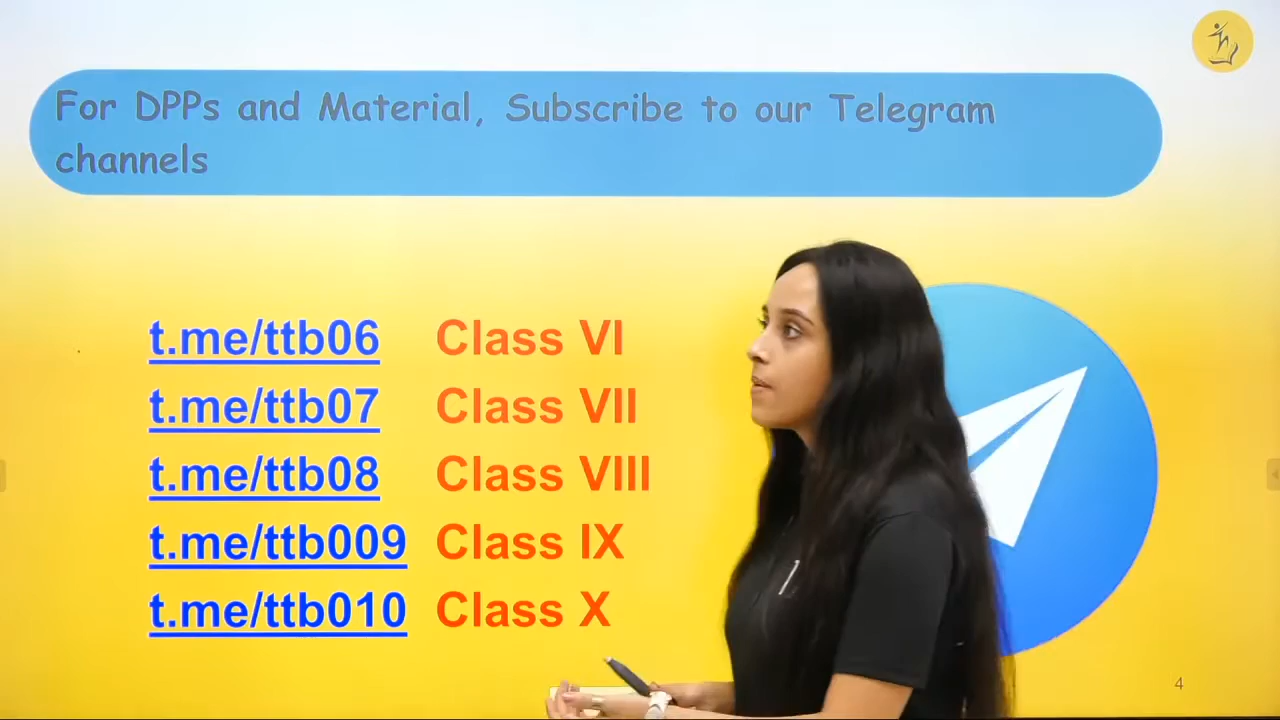 For DPPs and Material, Subscribe to our Telegram
channels
t.me/ttb06 Class VI
t.me/ttb07 Class VII
t.me/ttb08 Class VIII
t.me/ttb009 Class IX
t.me/ttb010 Class X
4